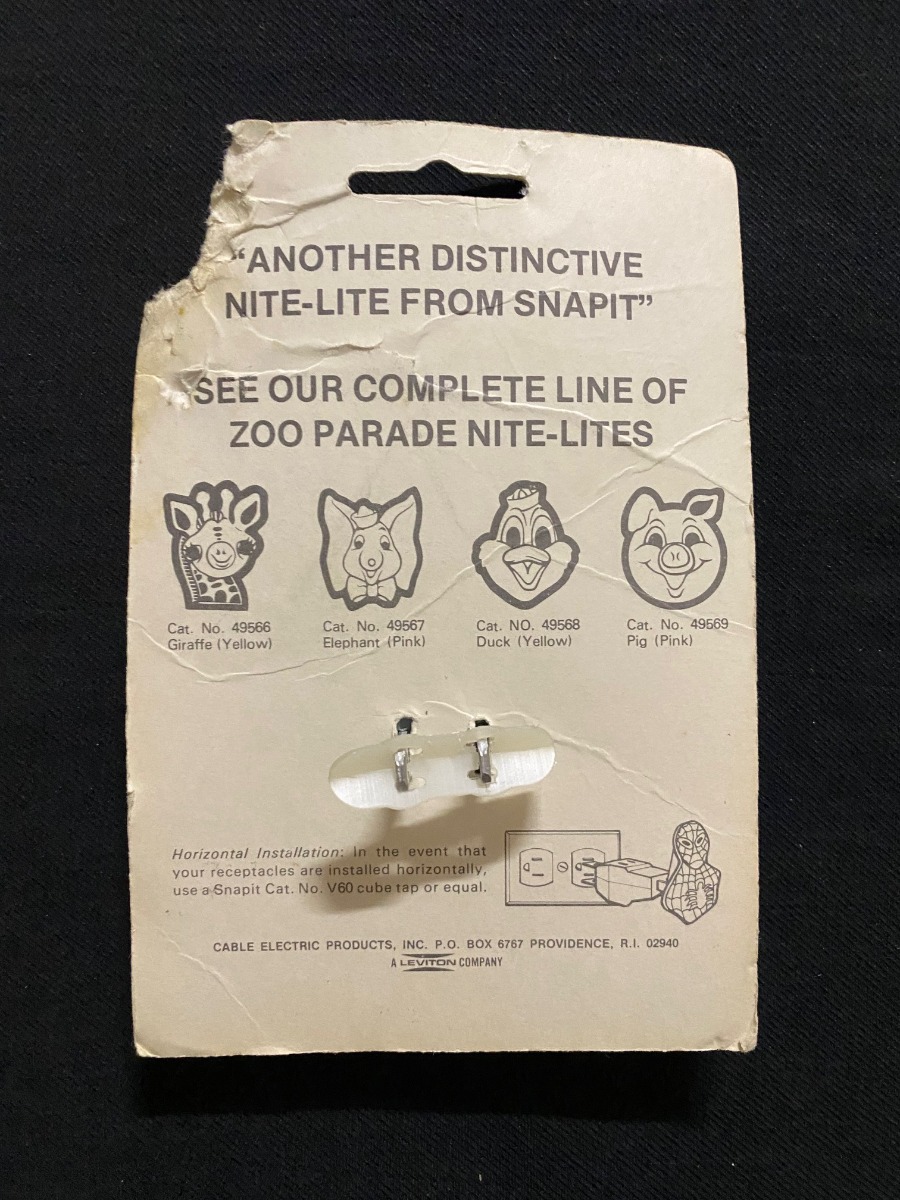 “ANOTHER DISTINCTIVE
NITE-LITE FROM SNAPIT”
SEE OUR COMPLETE LINE OF
ZOO PARADE NITE-LITES
Cat. No. 49566
Giraffe (Yellow)
Cat. No. 49567
Elephant (Pink)
Cat. NO. 49568
Duck (Yellow)
Cat. No. 49569
Pig (Pink)
Horizontal Installation: In the event that
your receptacles are installed horizontally,
use a Snapit Cat. No. V60 cube tap or equal.
CABLE ELECTRIC PRODUCTS, INC. P.O. BOX 6767 PROVIDENCE, R.I. 02940
A LEVITON COMPANY